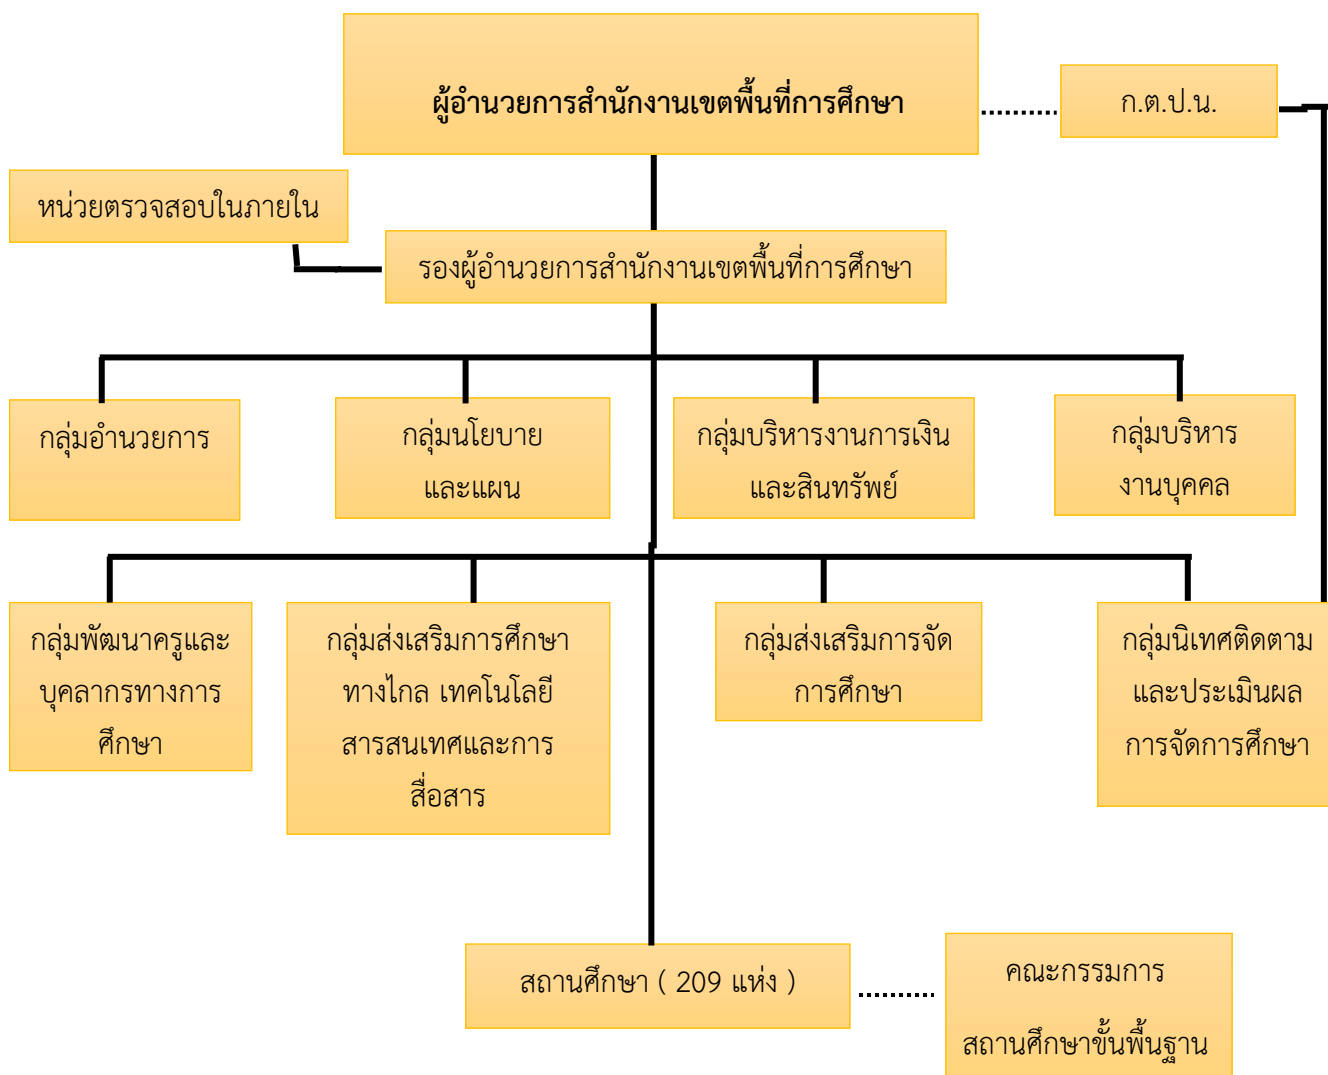 ผู้อำนวยการสำนักงานเขตพื้นที่การศึกษา
ก.ต.ป.น.
หน่วยตรวจสอบในภายใน
รองผู้อำนวยการสำนักงานเขตพื้นที่การศึกษา
กลุ่มอำนวยการ
กลุ่มนโยบาย
และแผน
กลุ่มบริหารงานการเงิน
และสินทรัพย์
กลุ่มบริหาร
งานบุคคล
กลุ่มพัฒนาครูและ
บุคลากรทางการ
ศึกษา
กลุ่มส่งเสริมการศึกษา
ทางไกล เทคโนโลยี
สารสนเทศและการ
สื่อสาร
กลุ่มส่งเสริมการจัด
การศึกษา
กลุ่มนิเทศติดตาม
และประเมินผล
การจัดการศึกษา
สถานศึกษา ( 209 แห่ง )
คณะกรรมการ
สถานศึกษาขั้นพื้นฐาน